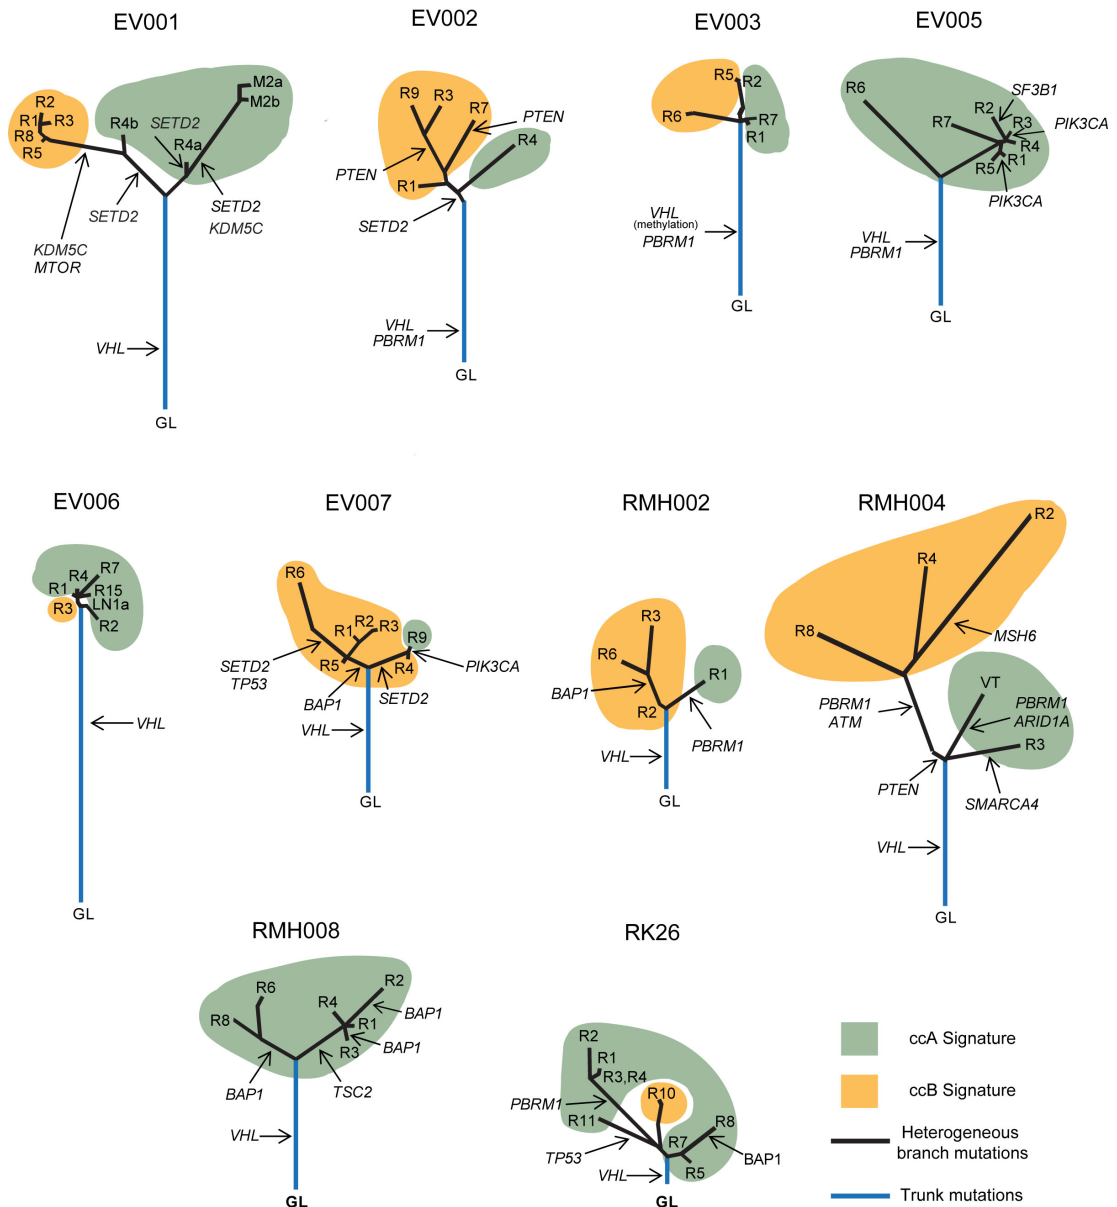 EV001
EV002
EV003
EV005
R2
R1
R3
R8
R5
R4b
SETD2
R4a
M2a
M2b
SETD2
SETD2
KDM5C
KDM5C
MTOR
VHL
GL
R9
R3
R7
PTEN
R4
PTEN
R1
SETD2
VHL
PBRM1
GL
R5
R2
R6
R7
R1
VHL
(methylation)
PBRM1
GL
R6
SF3B1
R2
R7
R3
PIK3CA
R4
R1
R5
PIK3CA
VHL
PBRM1
GL
EV006
EV007
RMH002
RMH004
R7
R4
R1
R15
LN1a
R3
R2
VHL
GL
R6
R2
R1
R3
R9
R5
R4
PIK3CA
SETD2
TP53
BAP1
SETD2
VHL
GL
R3
R6
R1
BAP1
R2
PBRM1
VHL
GL
R2
R4
R8
MSH6
VT
PBRM1
ARID1A
PBRM1
ATM
R3
PTEN
SMARCA4
VHL
GL
RMH008
RK26
R6
R2
R8
R4
R1
BAP1
R3
BAP1
BAP1
TSC2
VHL
GL
R2
R1
R3,R4
R10
PBRM1
R11
R8
R7
TP53
BAP1
R5
VHL
GL
ccA Signature
ccB Signature
Heterogeneous
branch mutations
Trunk mutations